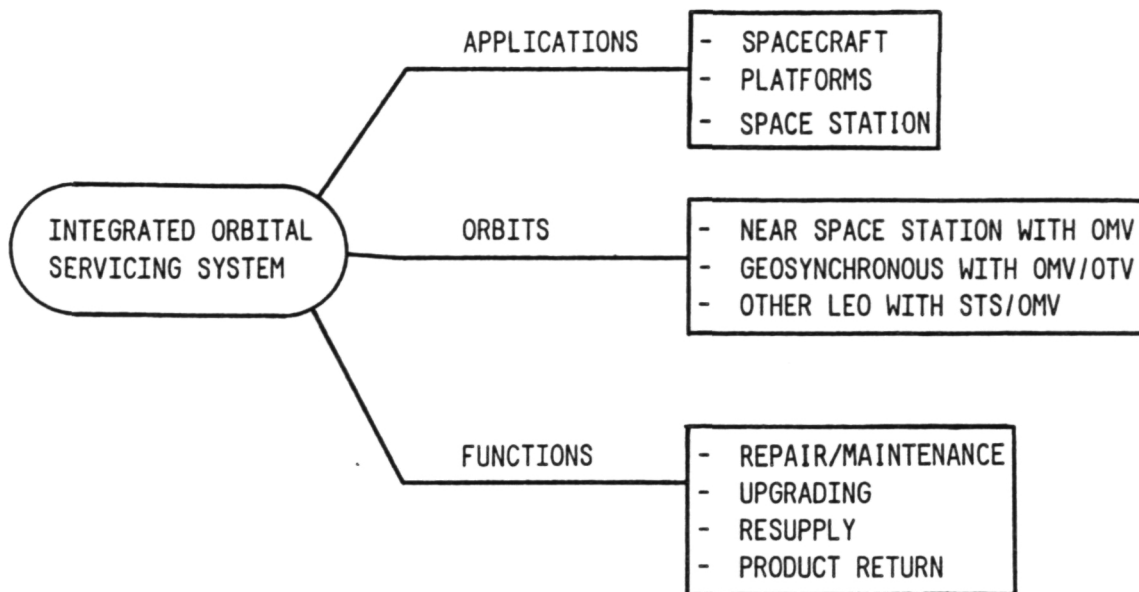 APPLICATIONS
- SPACECRAFT
- PLATFORMS
- SPACE STATION
INTEGRATED ORBITAL
SERVICING SYSTEM
ORBITS
- NEAR SPACE STATION WITH OMV
- GEOSYNCHRONOUS WITH OMV/OTV
- OTHER LEO WITH STS/OMV
FUNCTIONS
- REPAIR/MAINTENANCE
- UPGRADING
- RESUPPLY
- PRODUCT RETURN